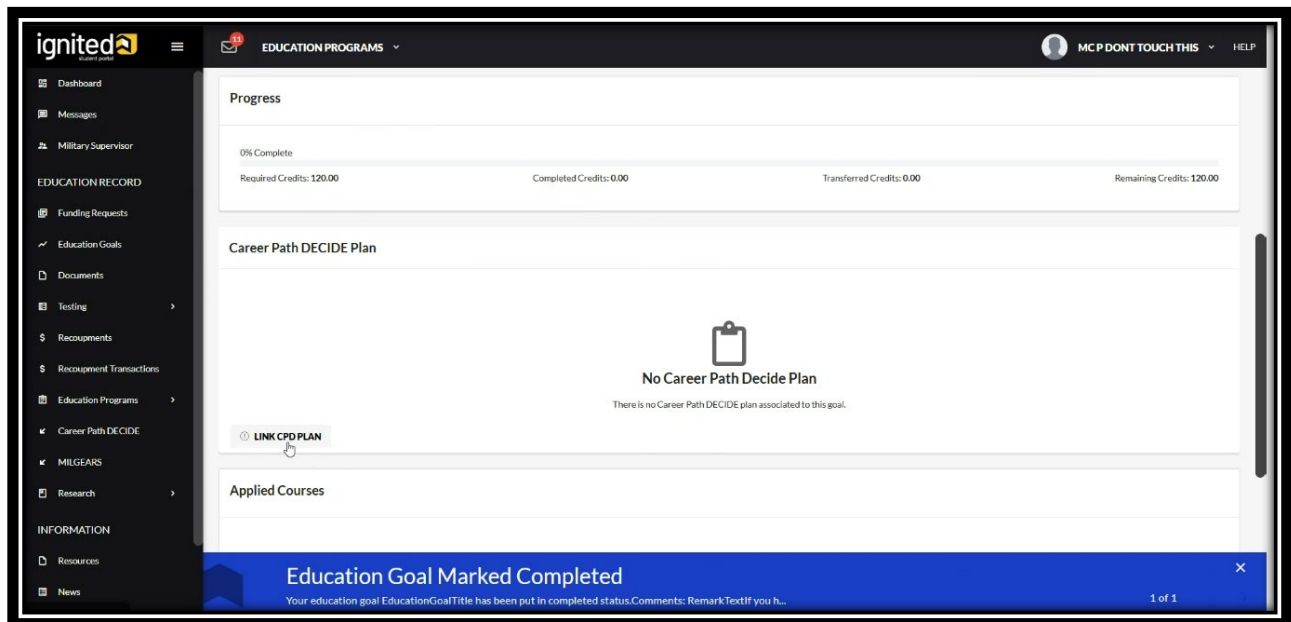 ignited
student portal
11
EDUCATION PROGRAMS
MC P DONT TOUCH THIS
HELP
Dashboard
Messages
Military Supervisor
EDUCATION RECORD
Funding Requests
Education Goals
Documents
Testing
$ Recoupments
$ Recoupment Transactions
Education Programs
Career Path DECIDE
MILGEARS
Research
INFORMATION
Resources
News
Progress
0% Complete
Required Credits: 120.00 Completed Credits: 0.00 Transferred Credits: 0.00 Remaining Credits: 120.00
Career Path DECIDE Plan
No Career Path Decide Plan
There is no Career Path DECIDE plan associated to this goal.
LINK CPD PLAN
Applied Courses
Education Goal Marked Completed
Your education goal EducationGoalTitle has been put in completed status.Comments: RemarkTextIf you h...
1 of 1